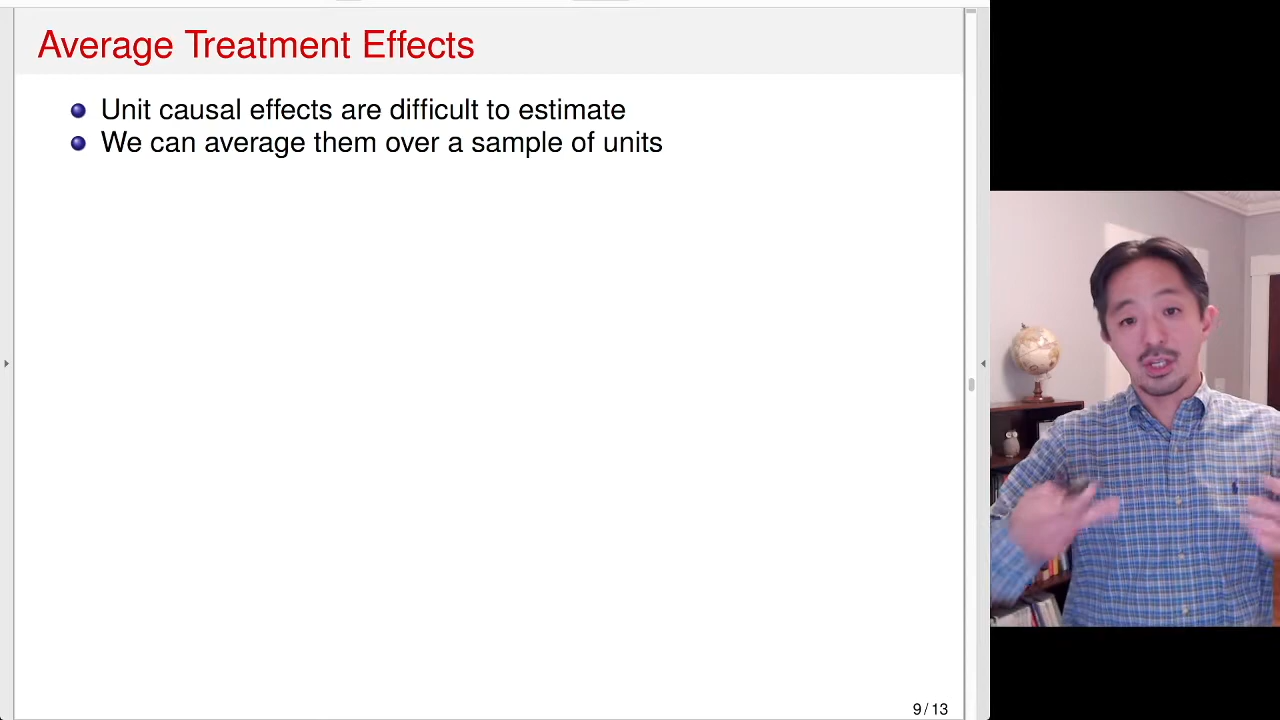 Average Treatment Effects
Unit causal effects are difficult to estimate
We can average them over a sample of units
9 / 13